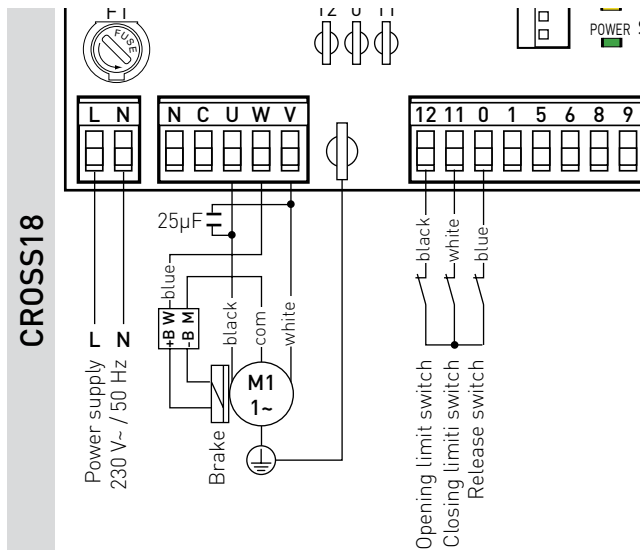 CROSS18
F1
FUSE
12 0 11
POWER
L N
N C U W V
12 11 0 1 5 6 8 9
25µF
blue
+B W
-B M
black
com
white
L N
Power supply
230 V~ / 50 Hz
Brake
M1
1~
black
white
blue
Opening limit switch
Closing limiti switch
Release switch